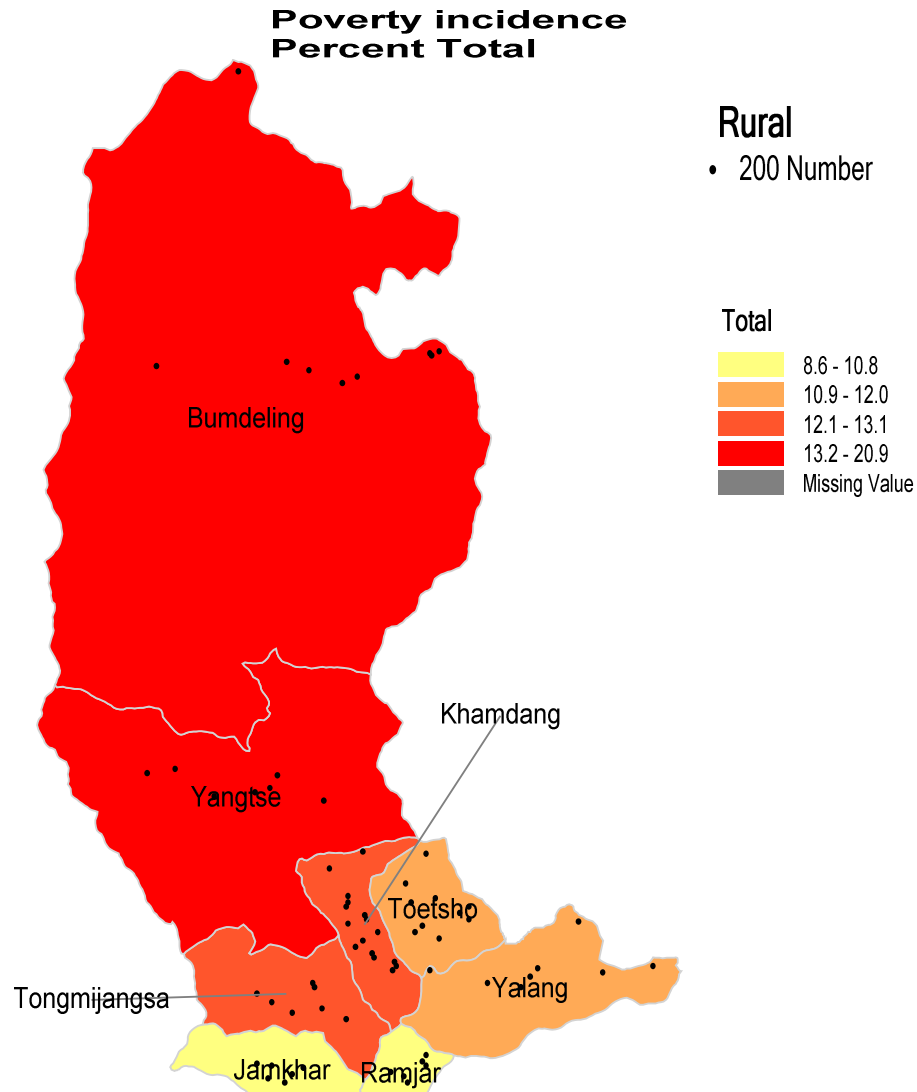 Poverty incidence
Percent Total
Rural
200 Number
Total
8.6 - 10.8
10.9 - 12.0
12.1 - 13.1
13.2 - 20.9
Missing Value
Bumdeling
Khamdang
Yangtse
Toetsho
Yalang
Tongmijangsa
Jamkhar
Ramjar